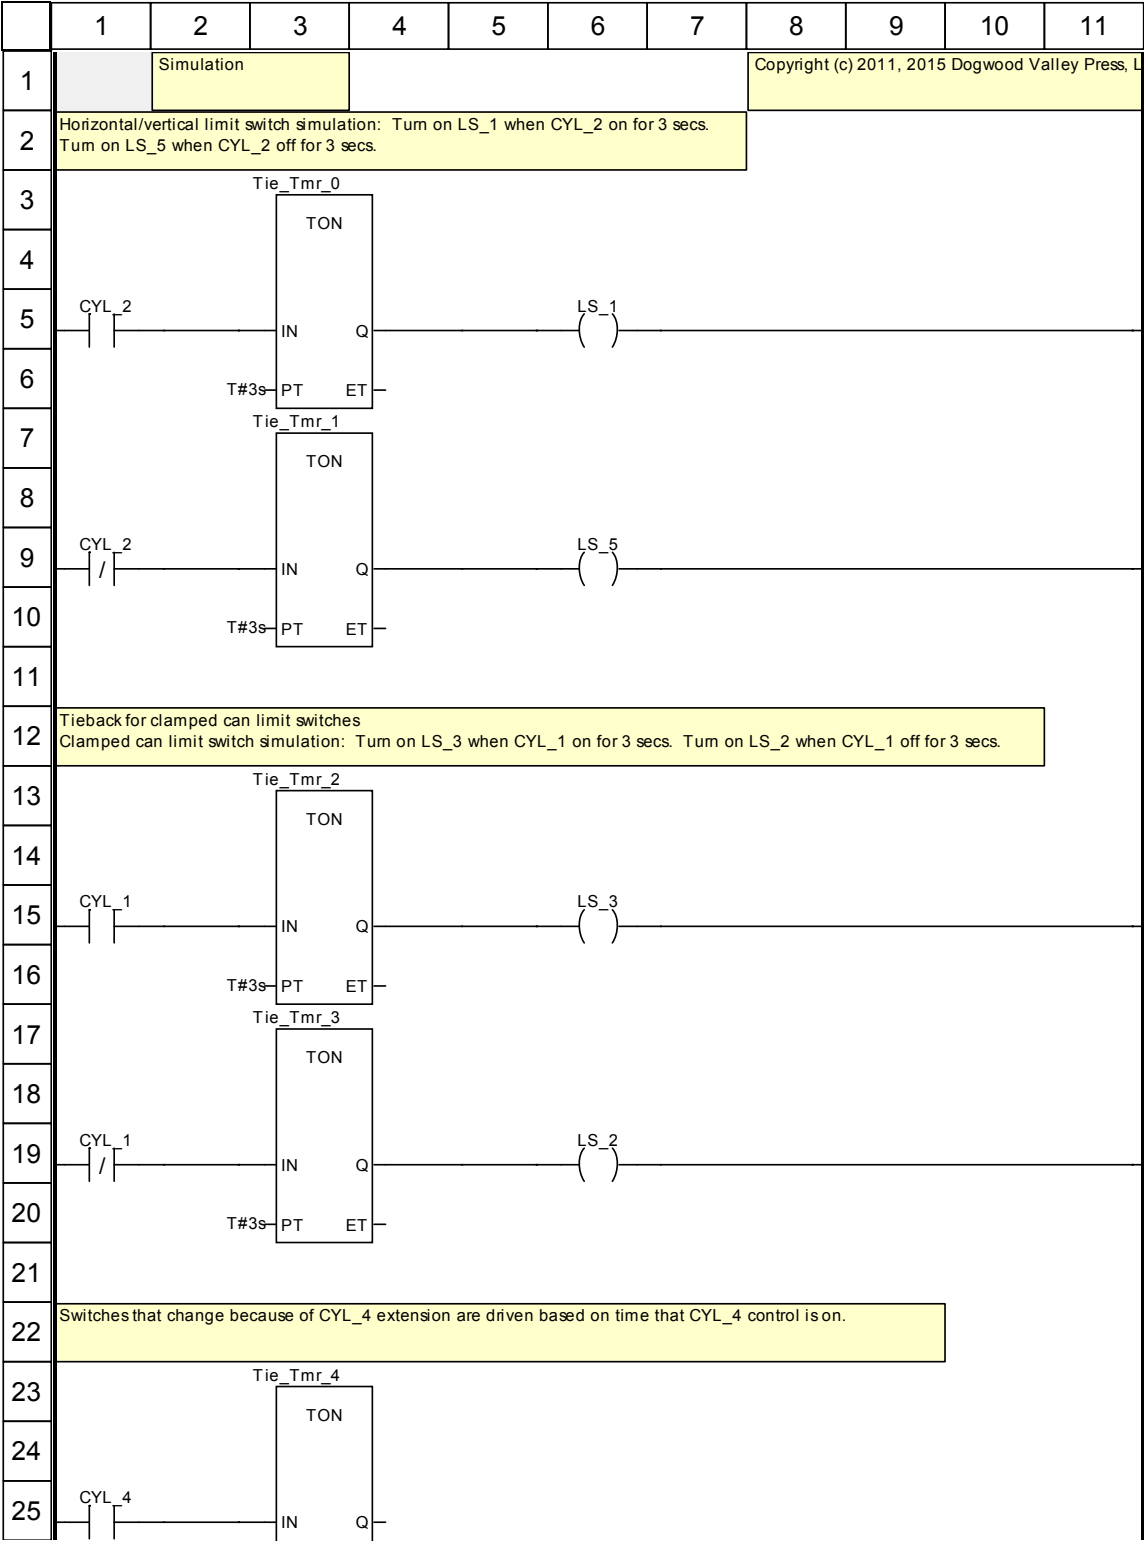 1 2 3 4 5 6 7 8 9 10 11
1 Simulation Copyright (c) 2011, 2015 Dogwood Valley Press, L
2 Horizontal/vertical limit switch simulation: Turn on LS_1 when CYL_2 on for 3 secs.
Turn on LS_5 when CYL_2 off for 3 secs.
3 Tie_Tmr_0
TON
4
CYL_2 LS_1
5 IN Q
6 T#3s PT ET
Tie_Tmr_1
7
TON
8
CYL_2 LS_5
9 / IN Q
10 T#3s PT ET
11
12 Tieback for clamped can limit switches
Clamped can limit switch simulation: Turn on LS_3 when CYL_1 on for 3 secs. Turn on LS_2 when CYL_1 off for 3 secs.
Tie_Tmr_2
13
TON
14
CYL_1 LS_3
15 IN Q
16 T#3s PT ET
Tie_Tmr_3
17
TON
18
CYL_1 LS_2
19 / IN Q
20 T#3s PT ET
21
22 Switches that change because of CYL_4 extension are driven based on time that CYL_4 control is on.
Tie_Tmr_4
23
TON
24
CYL_4
25 IN Q